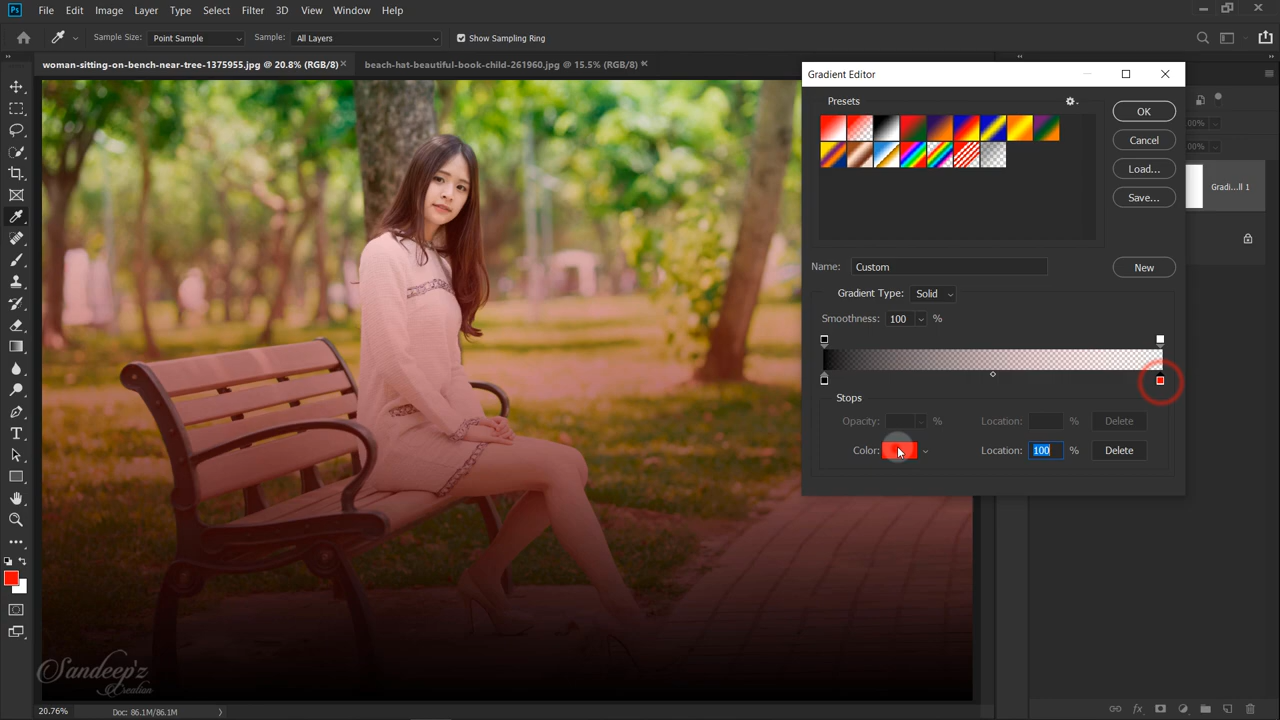 Ps File Edit Image Layer Type Select Filter 3D View Window Help
Sample Size: Point Sample Sample: All Layers Show Sampling Ring
woman-sitting-on-bench-near-tree-1375955.jpg @ 20.8% (RGB/8) beach-hat-beautiful-book-child-261960.jpg @ 15.5% (RGB/8)
Gradient Editor
Presets
OK
Cancel
Load...
Save...
Name: Custom
New
Gradient Type: Solid
Smoothness: 100 %
Stops
Opacity: % Location: % Delete
Color: Location: 100 % Delete
Gradi...ll 1
Sandeep'z
Creation
20.76% Doc: 86.1M/86.1M